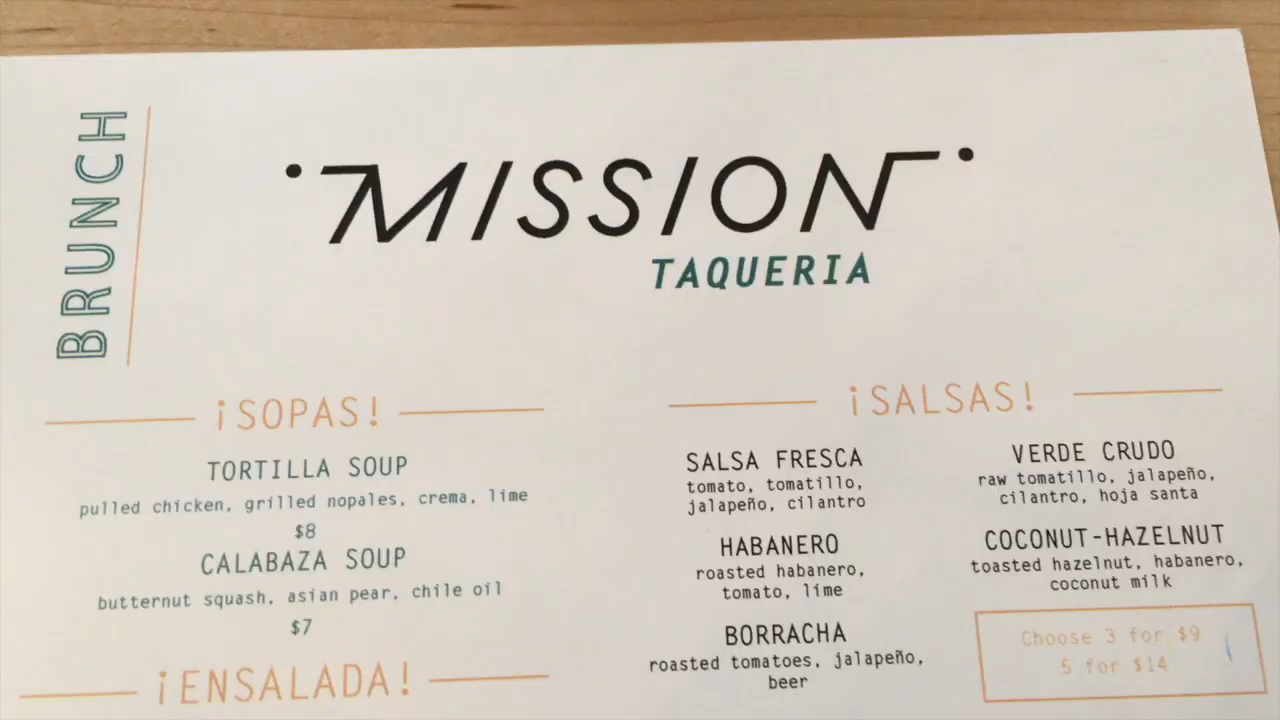 BRUNCH
MISSION
TAQUERIA
¡SOPAS!
TORTILLA SOUP
pulled chicken, grilled nopales, crema, lime
$8
CALABAZA SOUP
butternut squash, asian pear, chile oil
$7
¡ENSALADA!
¡SALSAS!
SALSA FRESCA
tomato, tomatillo,
jalapeño, cilantro
HABANERO
roasted habanero,
tomato, lime
BORRACHA
roasted tomatoes, jalapeño,
beer
VERDE CRUDO
raw tomatillo, jalapeño,
cilantro, hoja santa
COCONUT-HAZELNUT
toasted hazelnut, habanero,
coconut milk
Choose 3 for $9
5 for $14